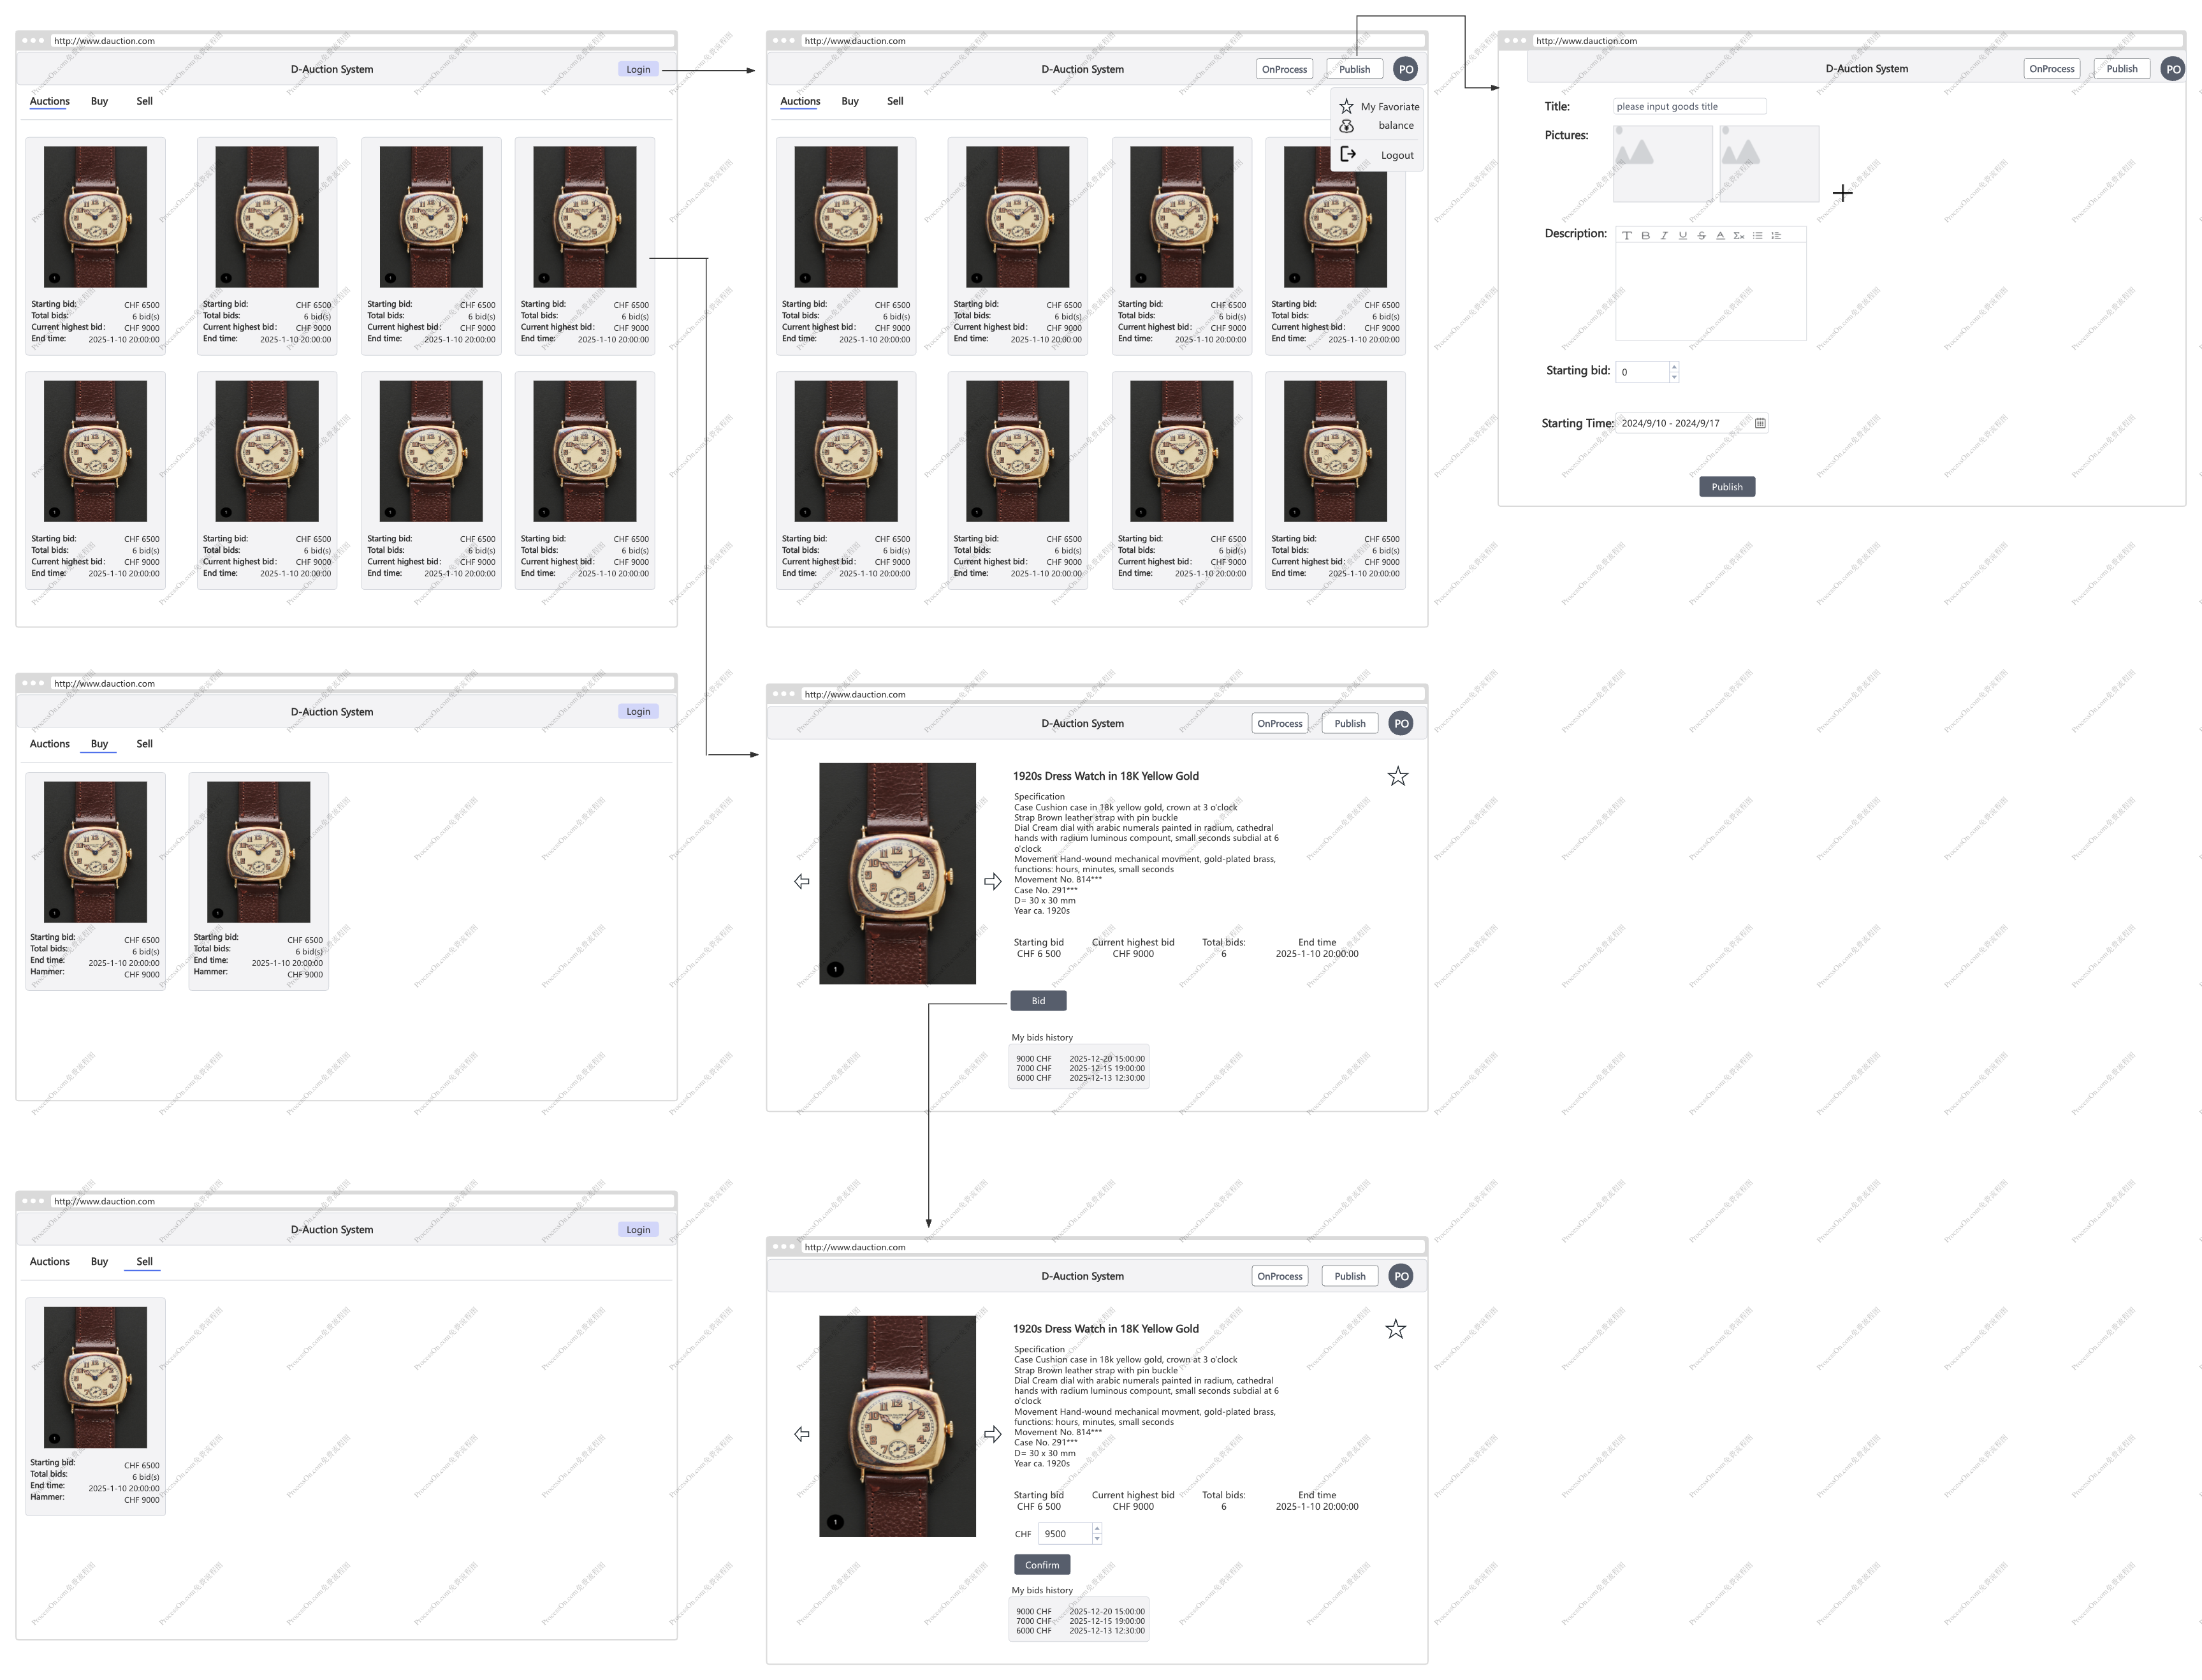 http://www.dauction.com
D-Auction System
Login
Auctions Buy Sell
Starting bid: CHF 6500
Total bids: 6 bid(s)
Current highest bid: CHF 9000
End time: 2025-1-10 20:00:00
Starting bid: CHF 6500
Total bids: 6 bid(s)
Current highest bid: CHF 9000
End time: 2025-1-10 20:00:00
Starting bid: CHF 6500
Total bids: 6 bid(s)
Current highest bid: CHF 9000
End time: 2025-1-10 20:00:00
Starting bid: CHF 6500
Total bids: 6 bid(s)
Current highest bid: CHF 9000
End time: 2025-1-10 20:00:00
Starting bid: CHF 6500
Total bids: 6 bid(s)
Current highest bid: CHF 9000
End time: 2025-1-10 20:00:00
Starting bid: CHF 6500
Total bids: 6 bid(s)
Current highest bid: CHF 9000
End time: 2025-1-10 20:00:00
Starting bid: CHF 6500
Total bids: 6 bid(s)
Current highest bid: CHF 9000
End time: 2025-1-10 20:00:00
Starting bid: CHF 6500
Total bids: 6 bid(s)
Current highest bid: CHF 9000
End time: 2025-1-10 20:00:00
http://www.dauction.com
D-Auction System
OnProcess Publish PO
Auctions Buy Sell
My Favoriate
balance
Logout
Starting bid: CHF 6500
Total bids: 6 bid(s)
Current highest bid: CHF 9000
End time: 2025-1-10 20:00:00
Starting bid: CHF 6500
Total bids: 6 bid(s)
Current highest bid: CHF 9000
End time: 2025-1-10 20:00:00
Starting bid: CHF 6500
Total bids: 6 bid(s)
Current highest bid: CHF 9000
End time: 2025-1-10 20:00:00
Starting bid: CHF 6500
Total bids: 6 bid(s)
Current highest bid: CHF 9000
End time: 2025-1-10 20:00:00
Starting bid: CHF 6500
Total bids: 6 bid(s)
Current highest bid: CHF 9000
End time: 2025-1-10 20:00:00
Starting bid: CHF 6500
Total bids: 6 bid(s)
Current highest bid: CHF 9000
End time: 2025-1-10 20:00:00
Starting bid: CHF 6500
Total bids: 6 bid(s)
Current highest bid: CHF 9000
End time: 2025-1-10 20:00:00
Starting bid: CHF 6500
Total bids: 6 bid(s)
Current highest bid: CHF 9000
End time: 2025-1-10 20:00:00
http://www.dauction.com
D-Auction System
OnProcess Publish PO
Title: please input goods title
Pictures:
Description:
Starting bid: 0
Starting Time: 2024/9/10 - 2024/9/17
Publish
http://www.dauction.com
D-Auction System
Login
Auctions Buy Sell
Starting bid: CHF 6500
Total bids: 6 bid(s)
End time: 2025-1-10 20:00:00
Hammer: CHF 9000
Starting bid: CHF 6500
Total bids: 6 bid(s)
End time: 2025-1-10 20:00:00
Hammer: CHF 9000
http://www.dauction.com
D-Auction System
OnProcess Publish PO
1920s Dress Watch in 18K Yellow Gold
Specification
Case Cushion case in 18k yellow gold, crown at 3 o'clock
Strap Brown leather strap with pin buckle
Dial Cream dial with arabic numerals painted in radium, cathedral
hands with radium luminous compount, small seconds subdial at 6
o'clock
Movement Hand-wound mechanical movment, gold-plated brass,
functions: hours, minutes, small seconds
Movement No. 814***
Case No. 291***
D= 30 x 30 mm
Year ca. 1920s
Starting bid Current highest bid Total bids: End time
CHF 6 500 CHF 9000 6 2025-1-10 20:00:00
Bid
My bids history
9000 CHF 2025-12-20 15:00:00
7000 CHF 2025-12-15 19:00:00
6000 CHF 2025-12-13 12:30:00
http://www.dauction.com
D-Auction System
Login
Auctions Buy Sell
Starting bid: CHF 6500
Total bids: 6 bid(s)
End time: 2025-1-10 20:00:00
Hammer: CHF 9000
http://www.dauction.com
D-Auction System
OnProcess Publish PO
1920s Dress Watch in 18K Yellow Gold
Specification
Case Cushion case in 18k yellow gold, crown at 3 o'clock
Strap Brown leather strap with pin buckle
Dial Cream dial with arabic numerals painted in radium, cathedral
hands with radium luminous compount, small seconds subdial at 6
o'clock
Movement Hand-wound mechanical movment, gold-plated brass,
functions: hours, minutes, small seconds
Movement No. 814***
Case No. 291***
D= 30 x 30 mm
Year ca. 1920s
Starting bid Current highest bid Total bids: End time
CHF 6 500 CHF 9000 6 2025-1-10 20:00:00
CHF 9500
Confirm
My bids history
9000 CHF 2025-12-20 15:00:00
7000 CHF 2025-12-15 19:00:00
6000 CHF 2025-12-13 12:30:00
ProcessOn.com免费流程图